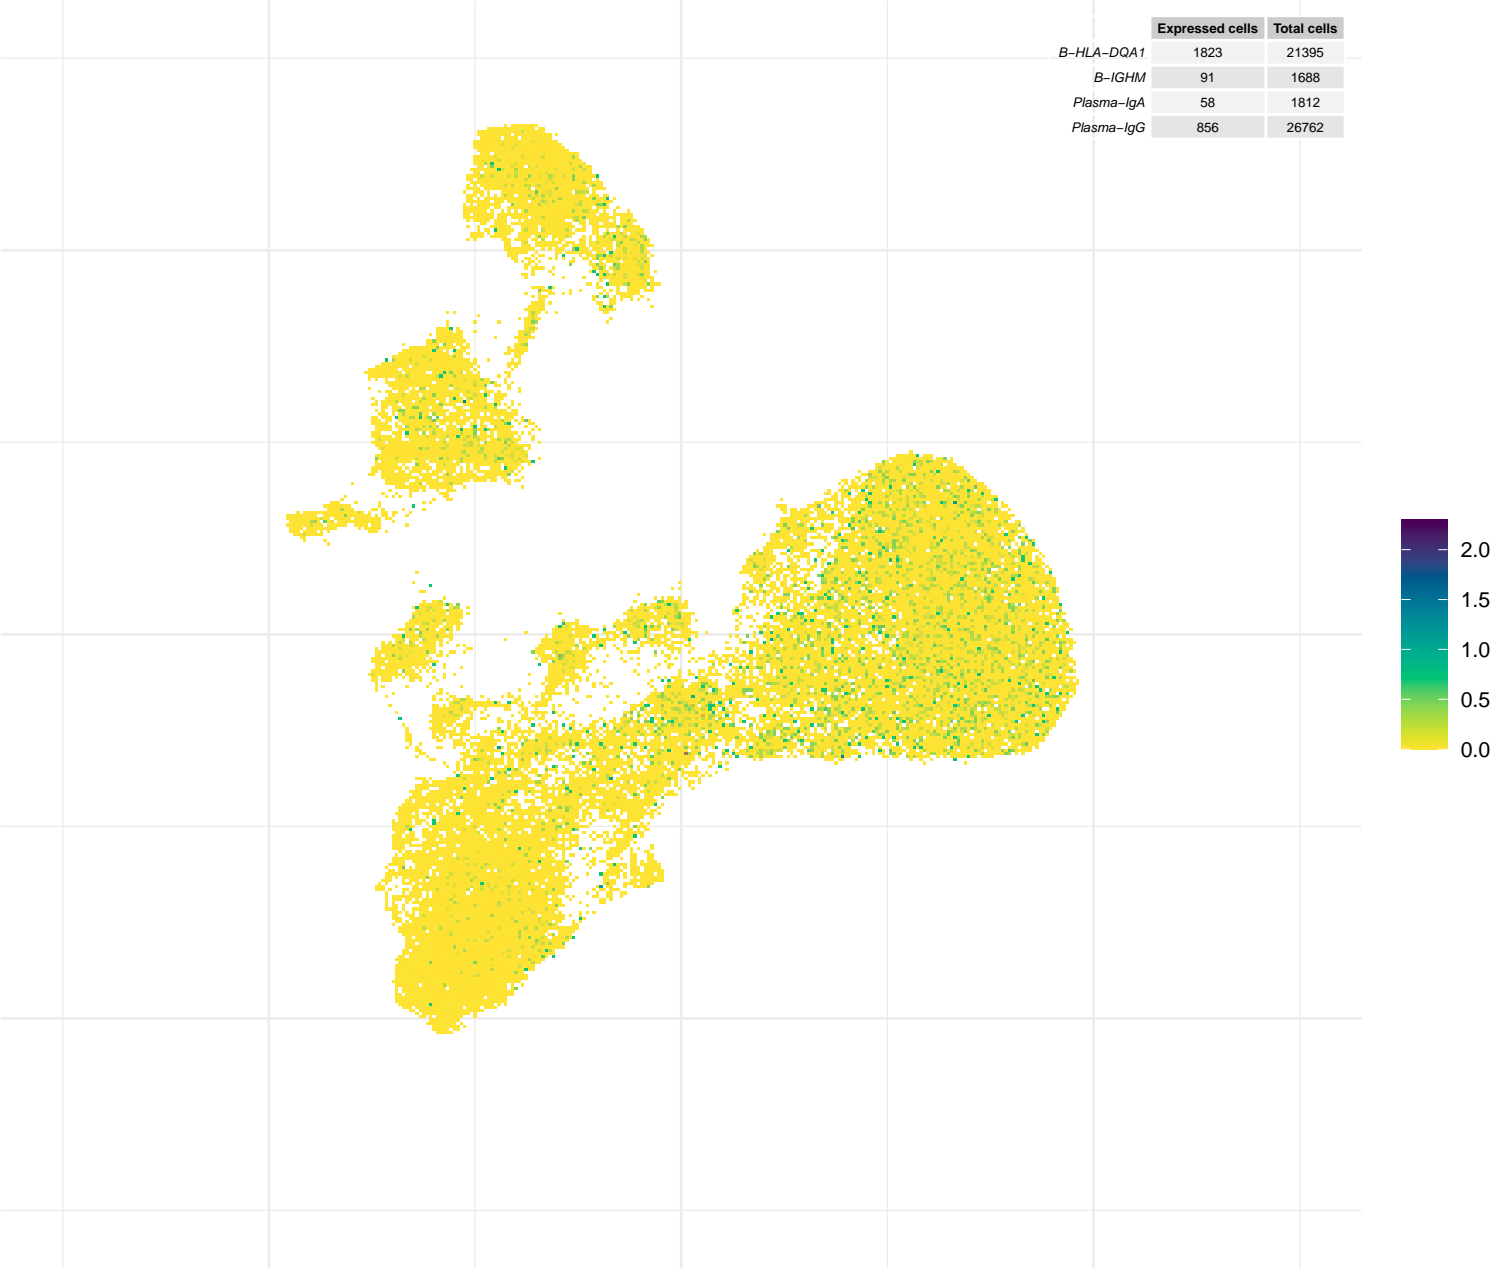 Expressed cells Total cells
B−HLA−DQA1 1823 21395
B−IGHM 91 1688
Plasma−IgA 58 1812
Plasma−IgG 856 26762
2.0
1.5
1.0
0.5
0.0